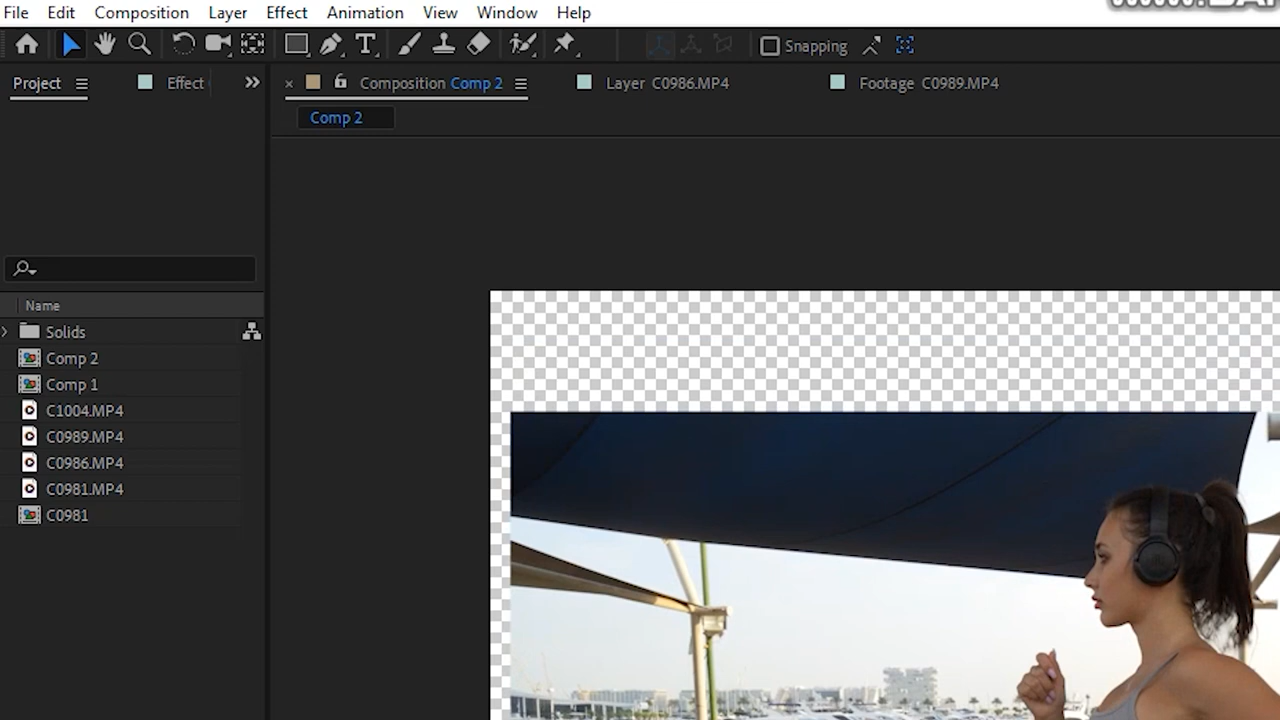 File Edit Composition Layer Effect Animation View Window Help
Snapping
Project Effect Composition Comp 2 Layer C0986.MP4 Footage C0989.MP4
Comp 2
Name
Solids
Comp 2
Comp 1
C1004.MP4
C0989.MP4
C0986.MP4
C0981.MP4
C0981